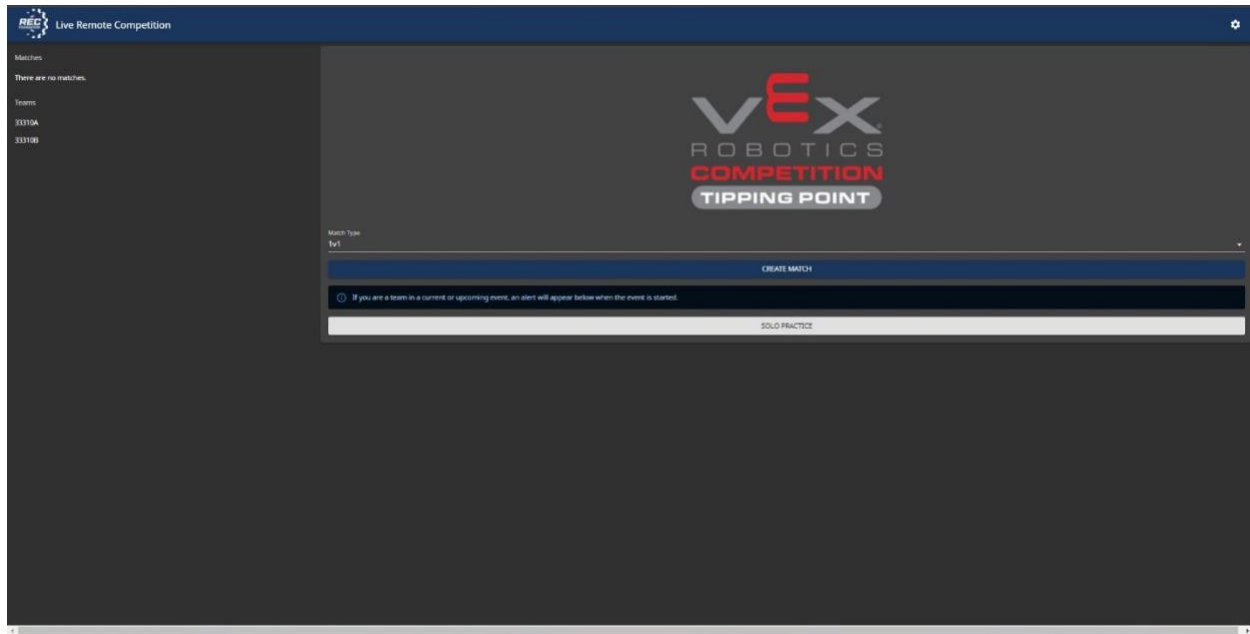 REC
FOUNDATION
Live Remote Competition
Matches
There are no matches.
Teams
33310A
33310B
vEx
ROBOTICS
COMPETITION
TIPPING POINT
Match Type
1v1
CREATE MATCH
If you are a team in a current or upcoming event, an alert will appear below when the event is started.
SOLO PRACTICE